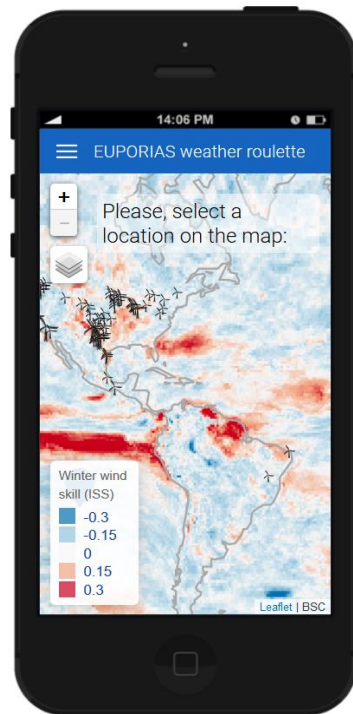 14:06 PM
EUPORIAS weather roulette
+
Please, select a
−
location on the map:
Winter wind
skill (ISS)
-0.3
-0.15
0
0.15
0.3
Leaflet | BSC